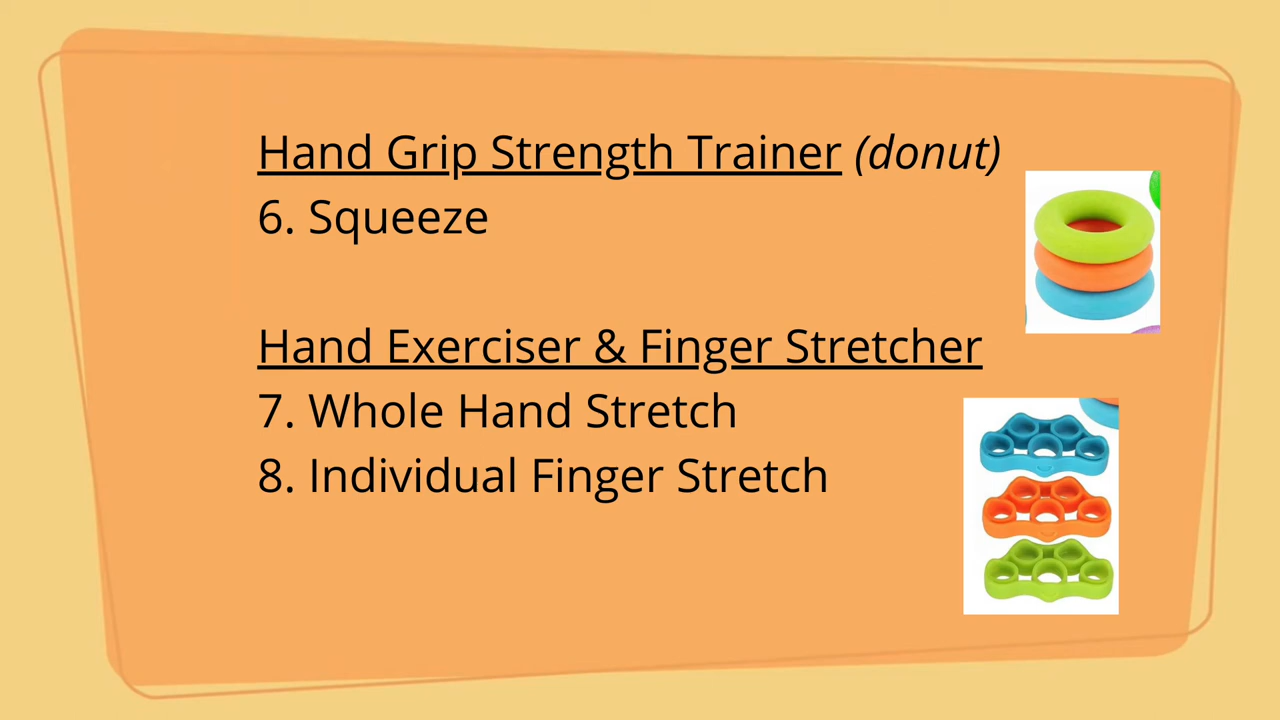 Hand Grip Strength Trainer (donut)
6. Squeeze
Hand Exerciser & Finger Stretcher
7. Whole Hand Stretch
8. Individual Finger Stretch